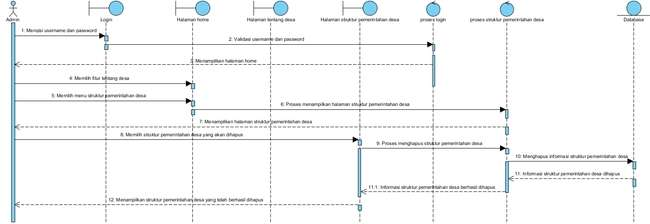 Admin
Login
Halaman home
Halaman tentang desa
Halaman struktur pemerintahan desa
proses login
proses struktur pemerintahan desa
Database
1: Mengisi username dan password
2: Validasi username dan password
3: Menampilkan halaman home
4: Memilih fitur tentang desa
5: Memilih menu struktur pemerintahan desa
6: Proses menampilkan halaman struktur pemerintahan desa
7: Menampilkan halaman struktur pemerintahan desa
8: Memilih struktur pemerintahan desa yang akan dihapus
9: Proses menghapus struktur pemerintahan desa
10: Menghapus informasi struktur pemerintahan desa
11: Informasi struktur pemerintahan desa dihapus
11.1: Informasi struktur pemerintahan desa berhasil dihapus
12: Menampilkan struktur pemerintahan desa yang telah berhasil dihapus